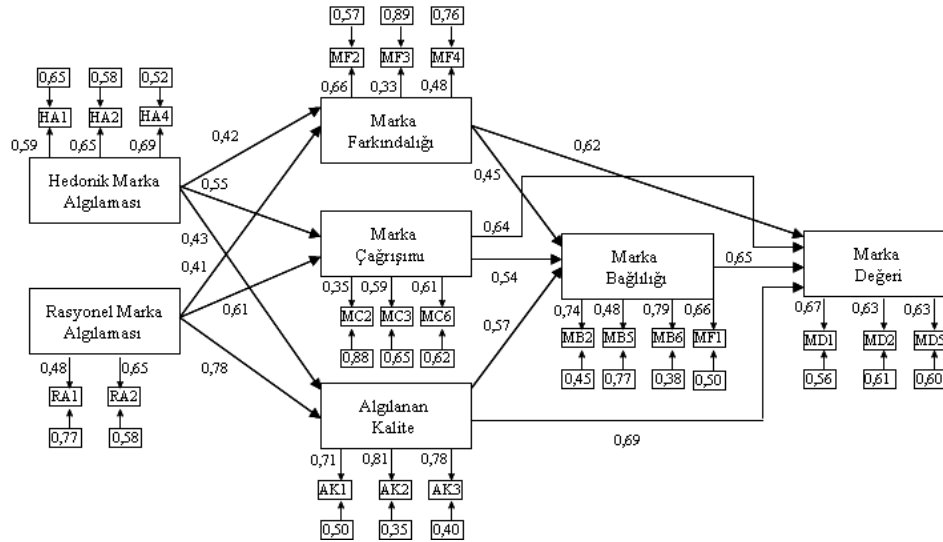 0,57 0,89 0,76
MF2 MF3 MF4
0,66 0,33 0,48
0,65 0,58 0,52
HA1 HA2 HA4
0,59 0,65 0,69
Hedonik Marka
Algılaması
Marka
Farkındalığı
0,42
0,55
0,43
0,41
0,61
0,78
0,62
0,45
0,64
0,54
0,57
0,65
0,69
Marka
Çağrışımı
0,35 0,59 0,61
MC2 MC3 MC6
0,88 0,65 0,62
Rasyonel Marka
Algılaması
0,48 0,65
RA1 RA2
0,77 0,58
Marka
Bağlılığı
0,74 0,48 0,79 0,66
MB2 MB5 MB6 MF1
0,45 0,77 0,38 0,50
Marka
Değeri
0,67 0,63 0,63
MD1 MD2 MD5
0,56 0,61 0,60
Algılanan
Kalite
0,71 0,81 0,78
AK1 AK2 AK3
0,50 0,35 0,40